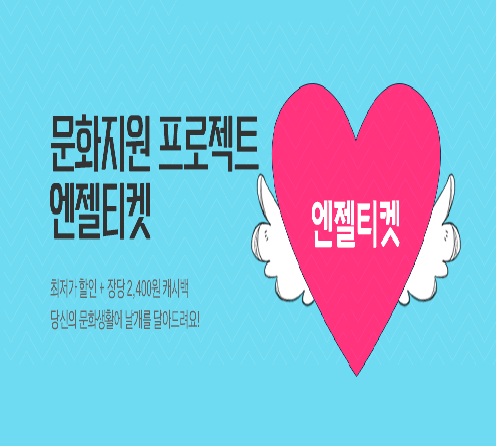 문화지원 프로젝트
엔젤티켓
엔젤티켓
최저가 할인 + 장당 2,400원 캐시백
당신의 문화생활에 날개를 달아드려요!